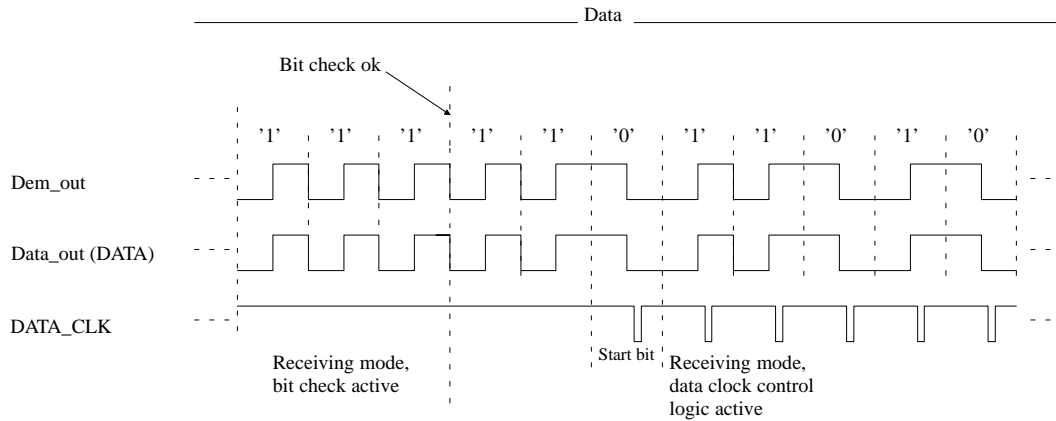 Data
Bit check ok
’1’ ’1’ ’1’ ’1’ ’1’ ’0’ ’1’ ’1’ ’0’ ’1’ ’0’
Dem_out
Data_out (DATA)
DATA_CLK
Start bit
Receiving mode,
bit check active
Receiving mode,
data clock control
logic active